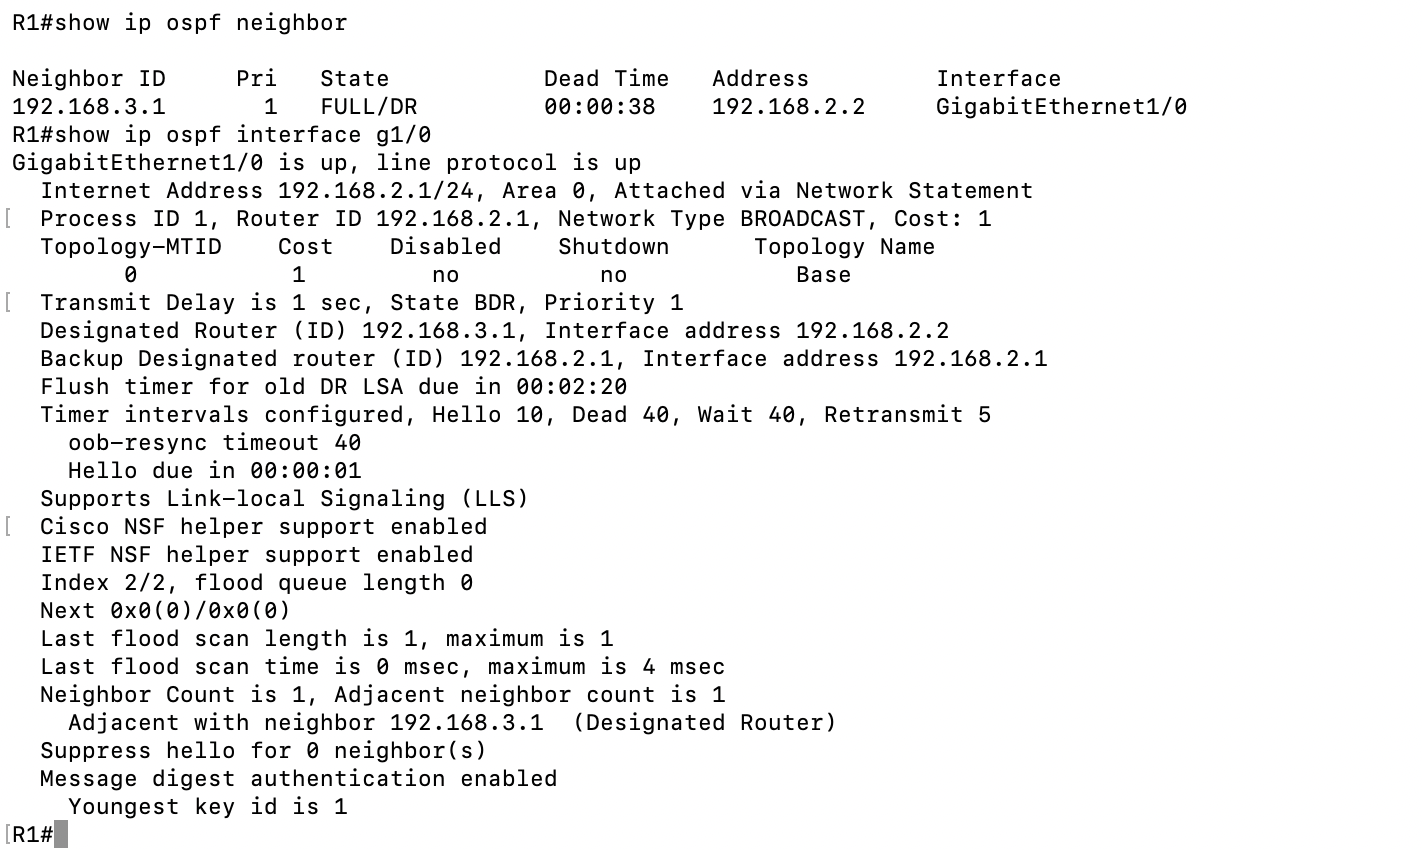 R1#show ip ospf neighbor
Neighbor ID     Pri   State           Dead Time   Address         Interface
192.168.3.1       1   FULL/DR         00:00:38    192.168.2.2     GigabitEthernet1/0
R1#show ip ospf interface g1/0
GigabitEthernet1/0 is up, line protocol is up
  Internet Address 192.168.2.1/24, Area 0, Attached via Network Statement
[  Process ID 1, Router ID 192.168.2.1, Network Type BROADCAST, Cost: 1
  Topology-MTID    Cost    Disabled    Shutdown      Topology Name
        0           1         no          no            Base
[  Transmit Delay is 1 sec, State BDR, Priority 1
  Designated Router (ID) 192.168.3.1, Interface address 192.168.2.2
  Backup Designated router (ID) 192.168.2.1, Interface address 192.168.2.1
  Flush timer for old DR LSA due in 00:02:20
  Timer intervals configured, Hello 10, Dead 40, Wait 40, Retransmit 5
    oob-resync timeout 40
    Hello due in 00:00:01
  Supports Link-local Signaling (LLS)
[  Cisco NSF helper support enabled
  IETF NSF helper support enabled
  Index 2/2, flood queue length 0
  Next 0x0(0)/0x0(0)
  Last flood scan length is 1, maximum is 1
  Last flood scan time is 0 msec, maximum is 4 msec
  Neighbor Count is 1, Adjacent neighbor count is 1
    Adjacent with neighbor 192.168.3.1  (Designated Router)
  Suppress hello for 0 neighbor(s)
  Message digest authentication enabled
    Youngest key id is 1
[R1#